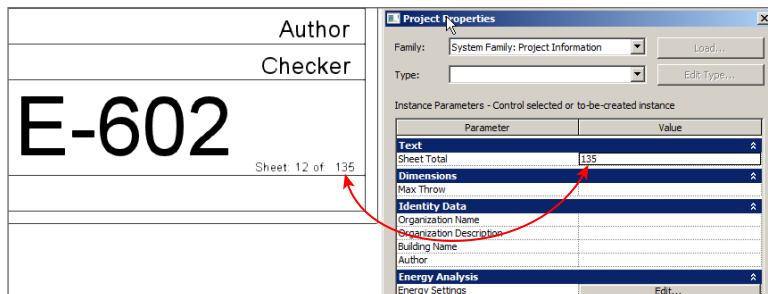 Author
Checker
E-602
Sheet: 12 of: 135
Project Properties
Family:
System Family: Project Information
Load...
Type:
Edit Type...
Instance Parameters - Control selected or to-be-created instance
Parameter Value
Text
Sheet Total 135
Dimensions
Max Throw
Identity Data
Organization Name
Organization Description
Building Name
Author
Energy Analysis
Energy Settings Edit...